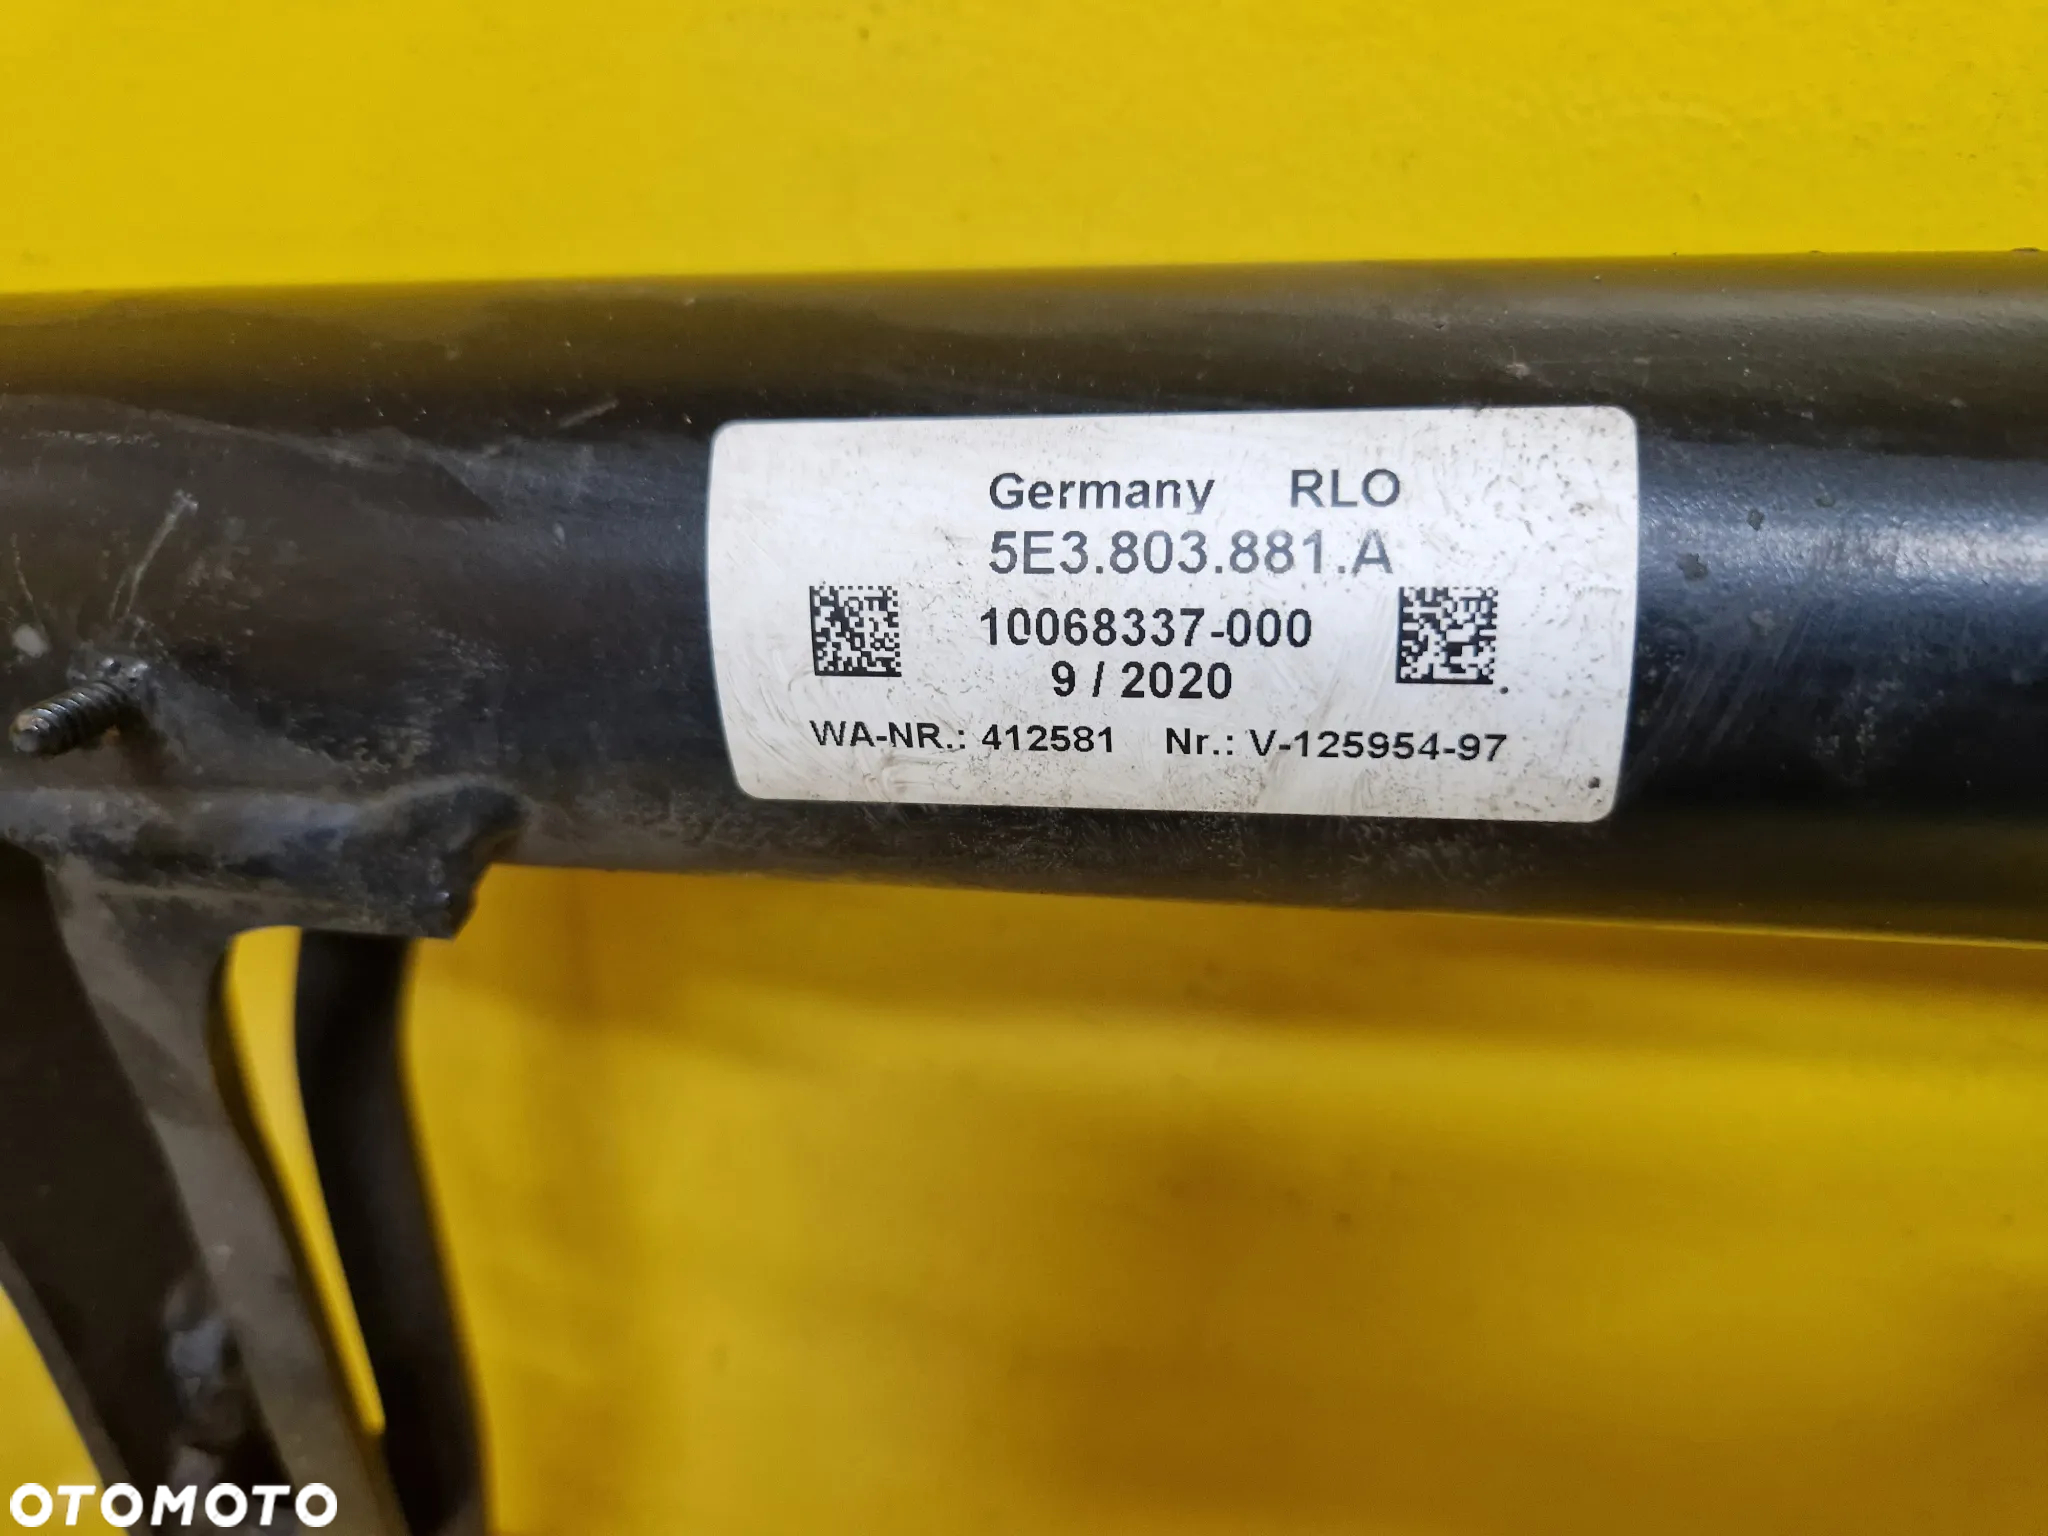 Germany RLO
5E3.803.881.A
10068337-000
9 / 2020
WA-NR.: 412581 Nr.: V-125954-97
OTOMOTO